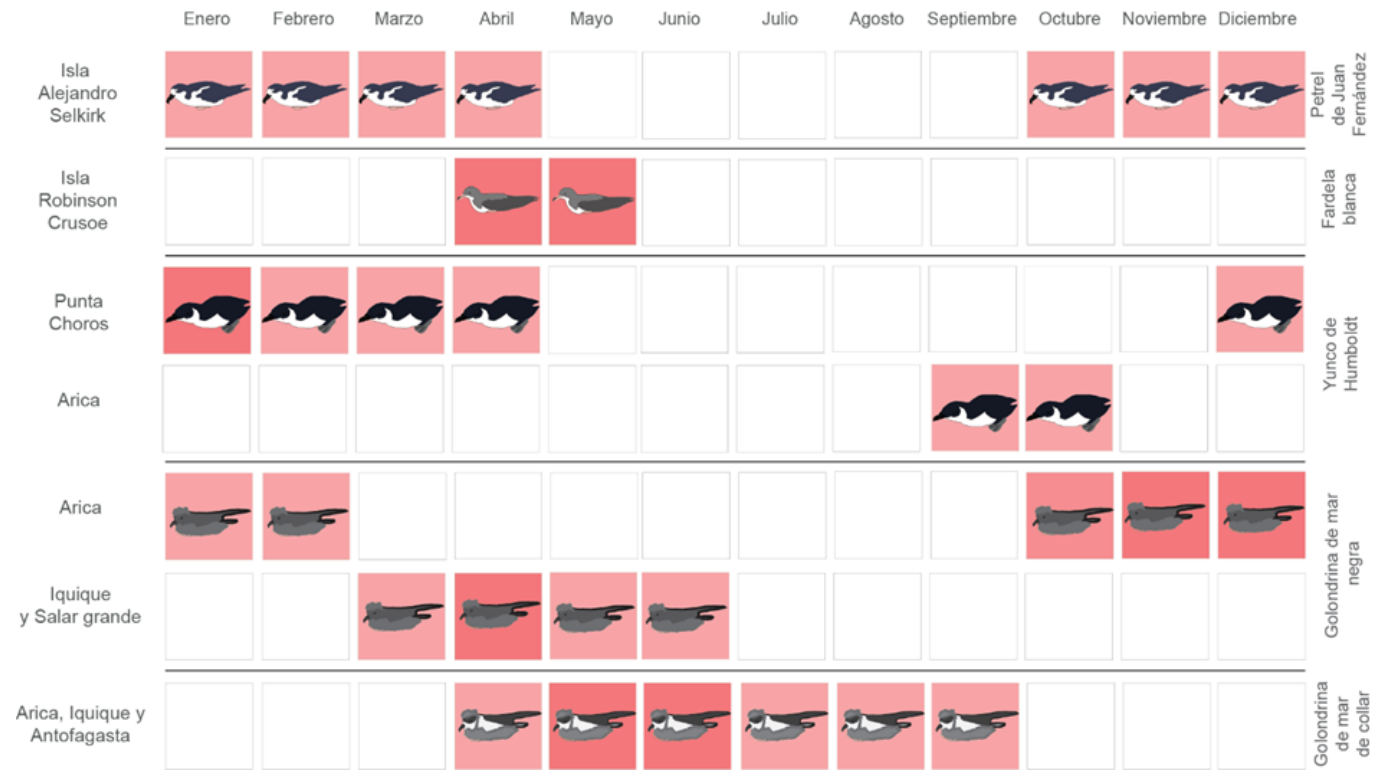 Enero Febrero Marzo Abril Mayo Junio Julio Agosto Septiembre Octubre Noviembre Diciembre
Isla
Alejandro
Selkirk
Petrel
de Juan
Fernández
Isla
Robinson
Crusoe
Fardela
blanca
Punta
Choros
Yunco de
Humboldt
Arica
Arica
Golondrina de mar
negra
Iquique
y Salar grande
Arica, Iquique y
Antofagasta
Golondrina
de mar
de collar